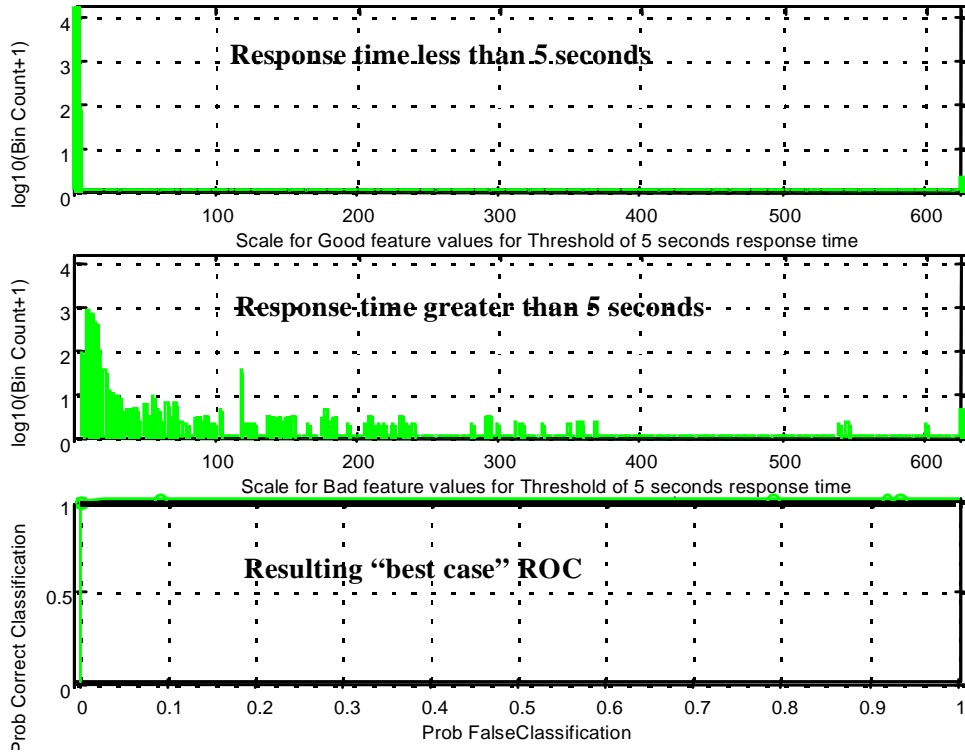 log10(Bin Count+1)
4
3
2
1
0
Response time less than 5 seconds
100 200 300 400 500 600
Scale for Good feature values for Threshold of 5 seconds response time
log10(Bin Count+1)
4
3
2
1
0
Response time greater than 5 seconds
100 200 300 400 500 600
Scale for Bad feature values for Threshold of 5 seconds response time
Prob Correct Classification
1
0.5
0
Resulting “best case” ROC
0 0.1 0.2 0.3 0.4 0.5 0.6 0.7 0.8 0.9 1
Prob FalseClassification